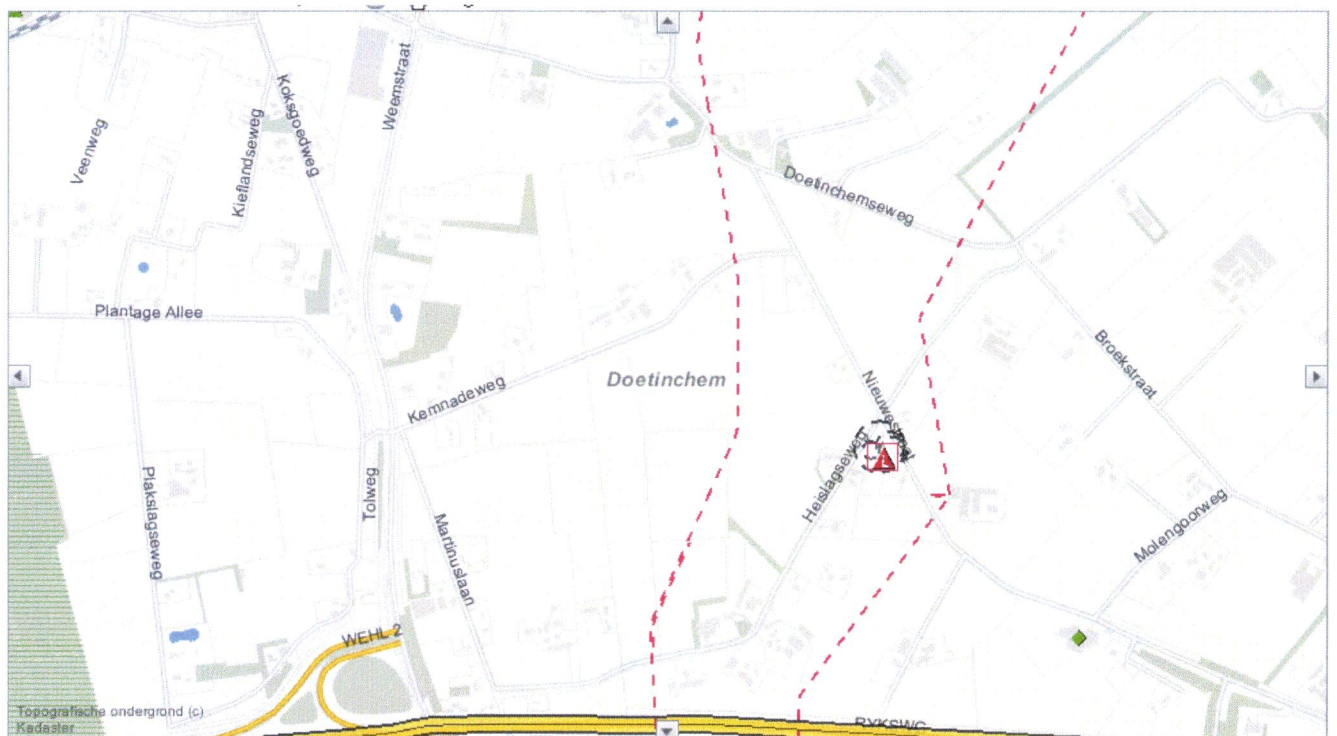 Veenweg
Kieflandseweg
Koksgoedweg
Weemstraat
Doetinchemseweg
Plantage Allee
Kemnadeweg
Doetinchem
Broekstraat
Heislagseweg
Plakslagseweg
Tolweg
Martinuslaan
Molengoorweg
WEHL 2
Topografische ondergrond (c)
Kadaster
RYKSWG